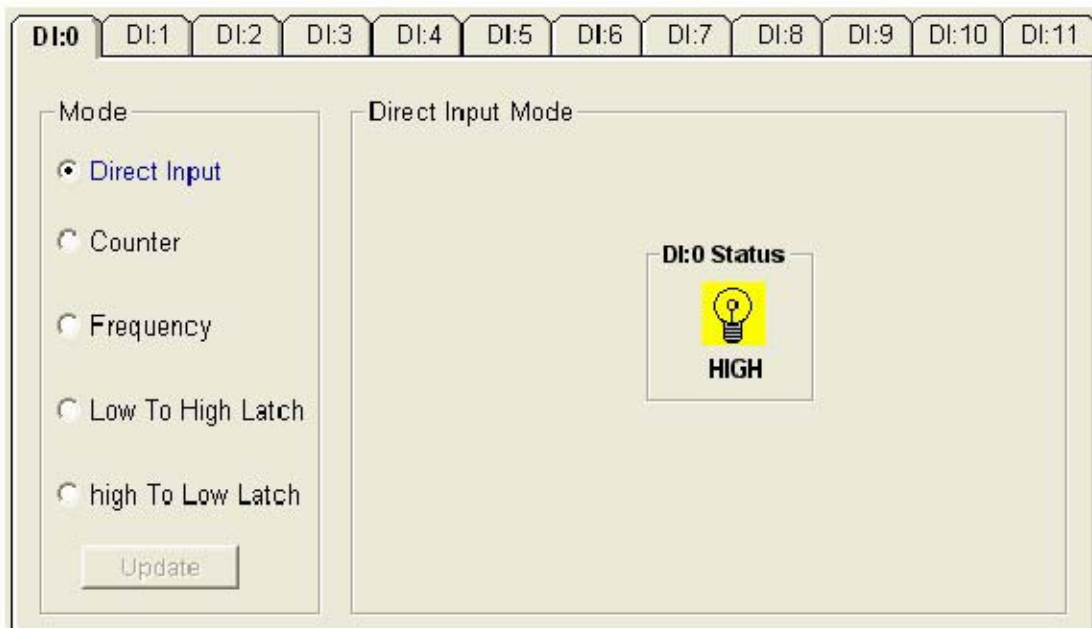 DI:0 DI:1 DI:2 DI:3 DI:4 DI:5 DI:6 DI:7 DI:8 DI:9 DI:10 DI:11
Mode
Direct Input
Counter
Frequency
Low To High Latch
high To Low Latch
Update
Direct Input Mode
DI:0 Status
HIGH